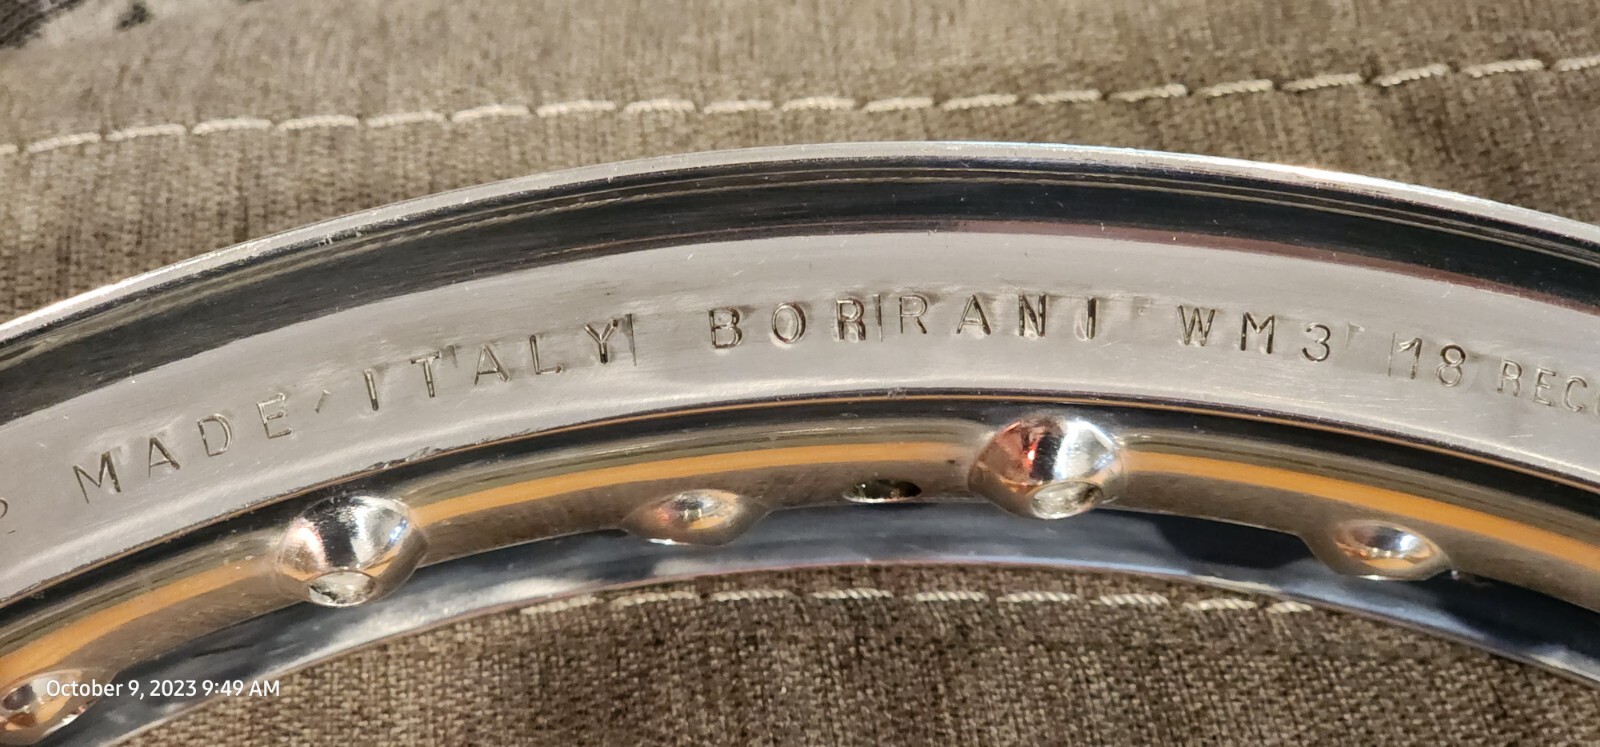 MADE ITALY BORRANI WM3 18
October 9, 2023 9:49 AM